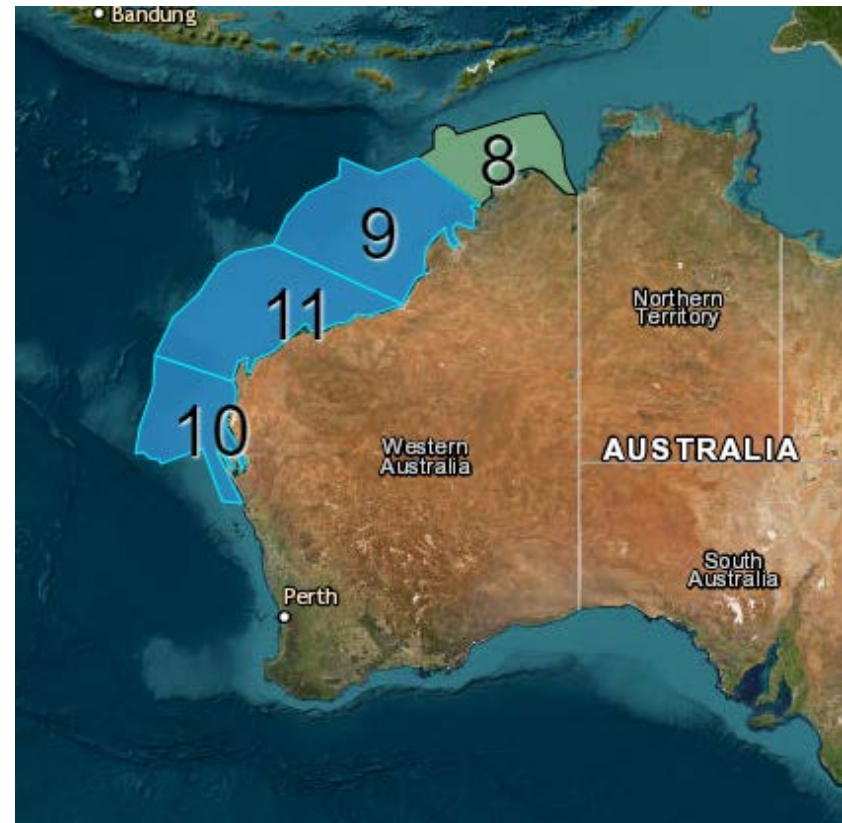 Bandung
8
9
Northern
Territory
11
10
Western
Australia
AUSTRALIA
South
Australia
Perth